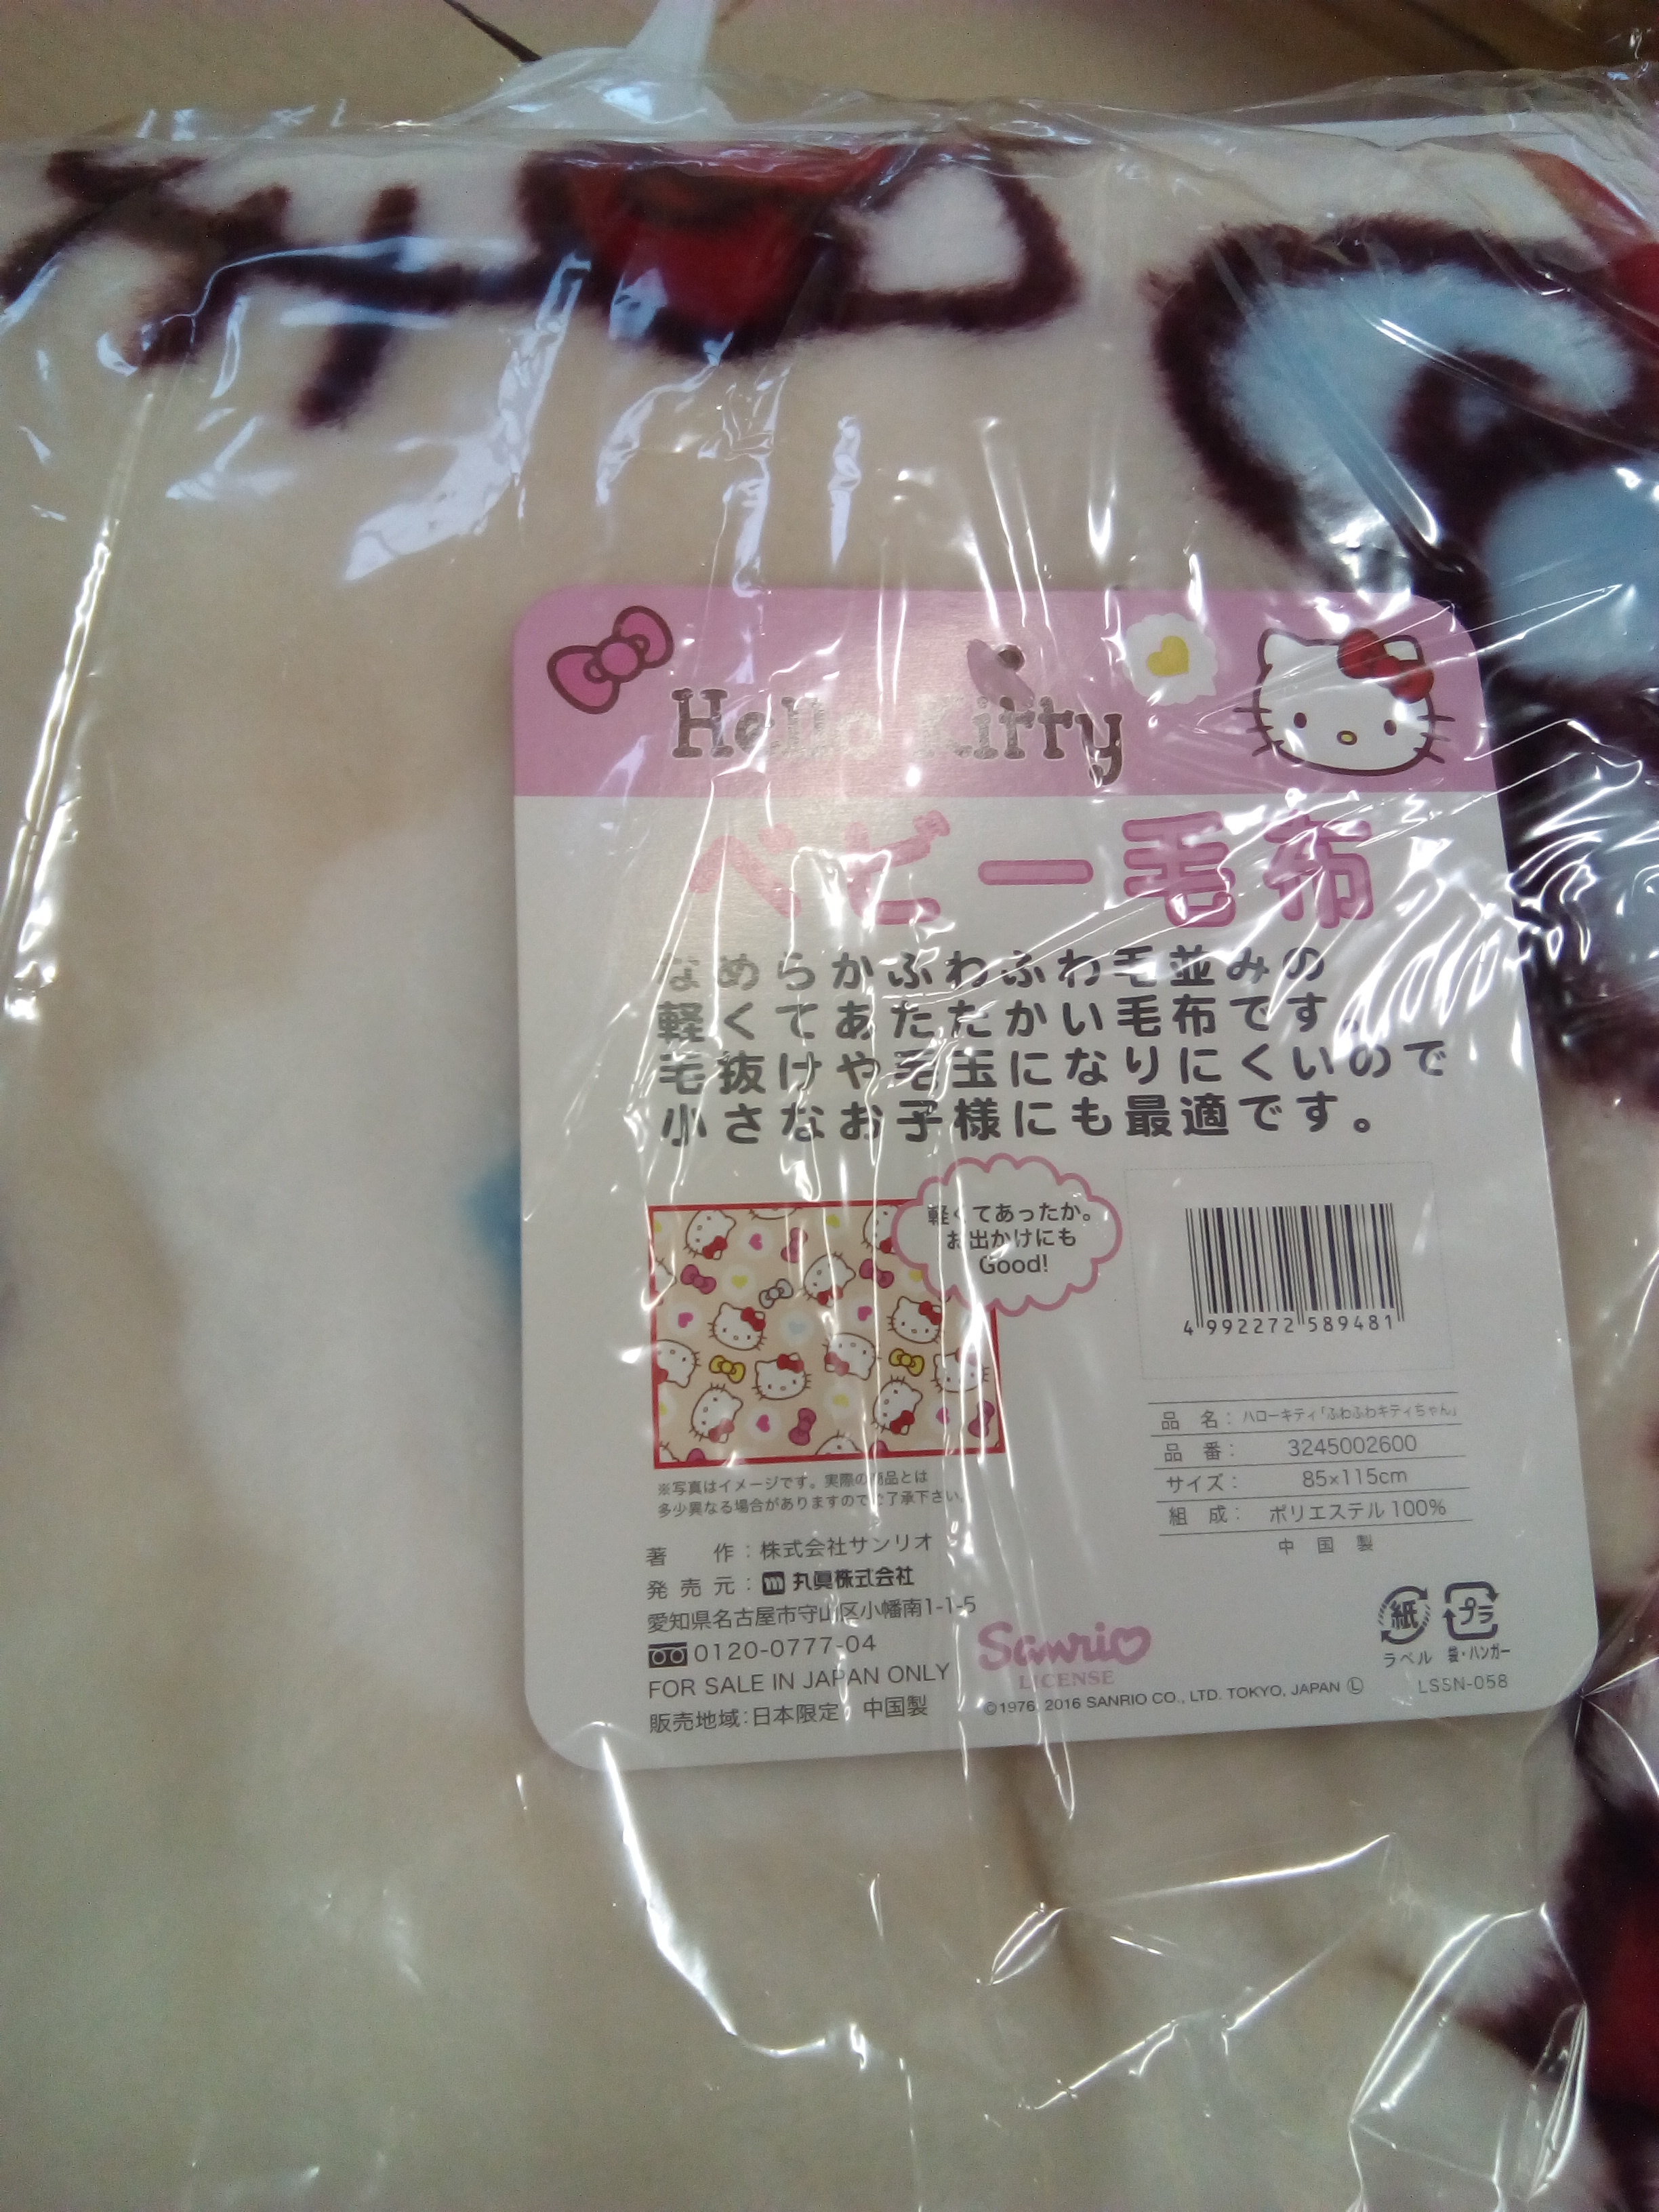 Hello Kitty
ベビー毛布
なめらかふわふわ毛並みの
軽くてあたたかい毛布です。
毛抜けや毛玉になりにくいので
小さなお子様にも最適です。
軽くてあったか。
お出かけにも
Good!
4 992272 589481
品 名：ハローキティ「ふわふわキティちゃん」
品 番： 3245002600
サイズ： 85×115cm
組 成： ポリエステル 100%
中 国 製
※写真はイメージです。実際の商品とは
多少異なる場合がありますのでご了承下さい。
著 作：株式会社サンリオ
発 売 元：m 丸眞株式会社
愛知県名古屋市守山区小幡南1-1-5
0120-0777-04
FOR SALE IN JAPAN ONLY
販売地域:日本限定 中国製
Sanrio
LICENSE
©1976, 2016 SANRIO CO., LTD. TOKYO, JAPAN Ⓛ
紙
ラベル
プラ
袋・ハンガー
LSSN-058